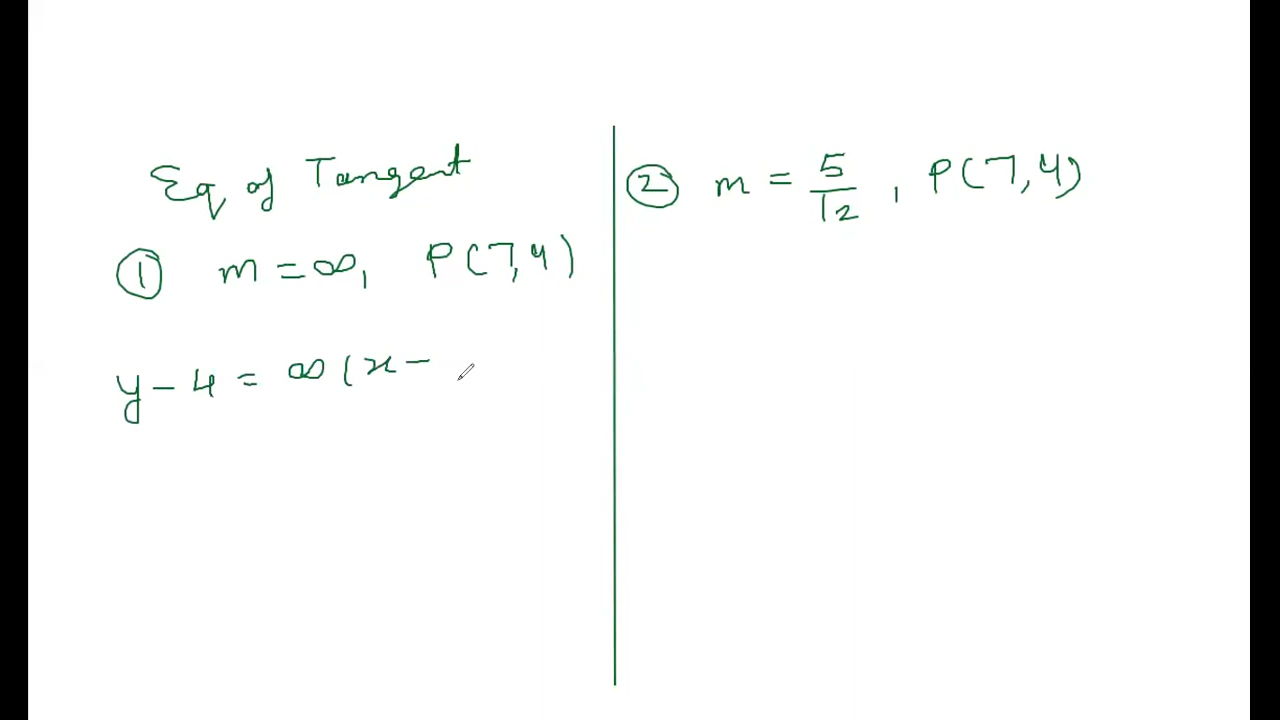 Eq of Tangent
① m = ∞, P(7,4)
y - 4 = ∞ (x -
② m = 5/12, P(7,4)